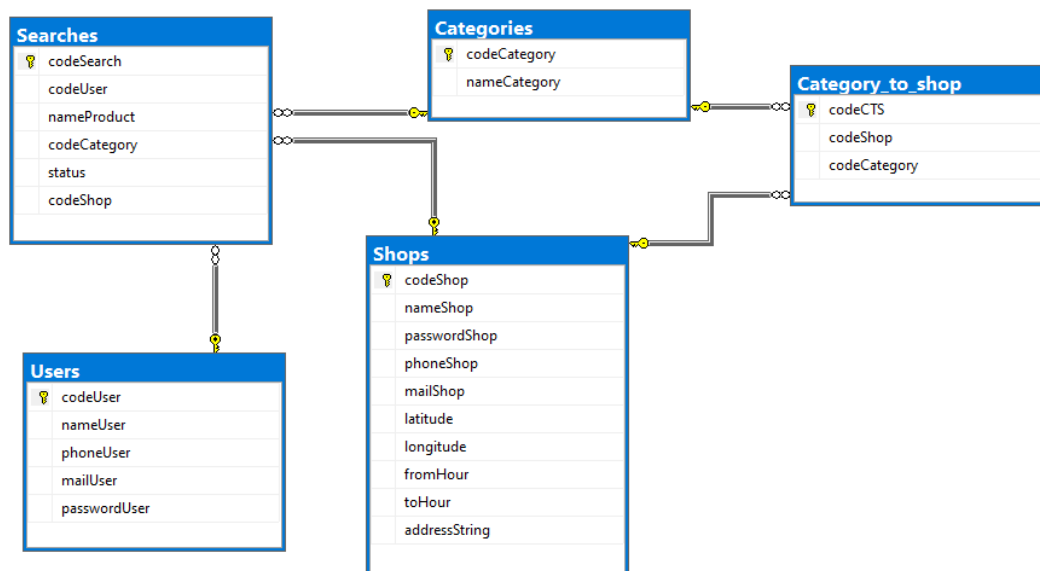 Searches
codeSearch
codeUser
nameProduct
codeCategory
status
codeShop
Categories
codeCategory
nameCategory
Category_to_shop
codeCTS
codeShop
codeCategory
Shops
codeShop
nameShop
passwordShop
phoneShop
mailShop
latitude
longitude
fromHour
toHour
addressString
Users
codeUser
nameUser
phoneUser
mailUser
passwordUser